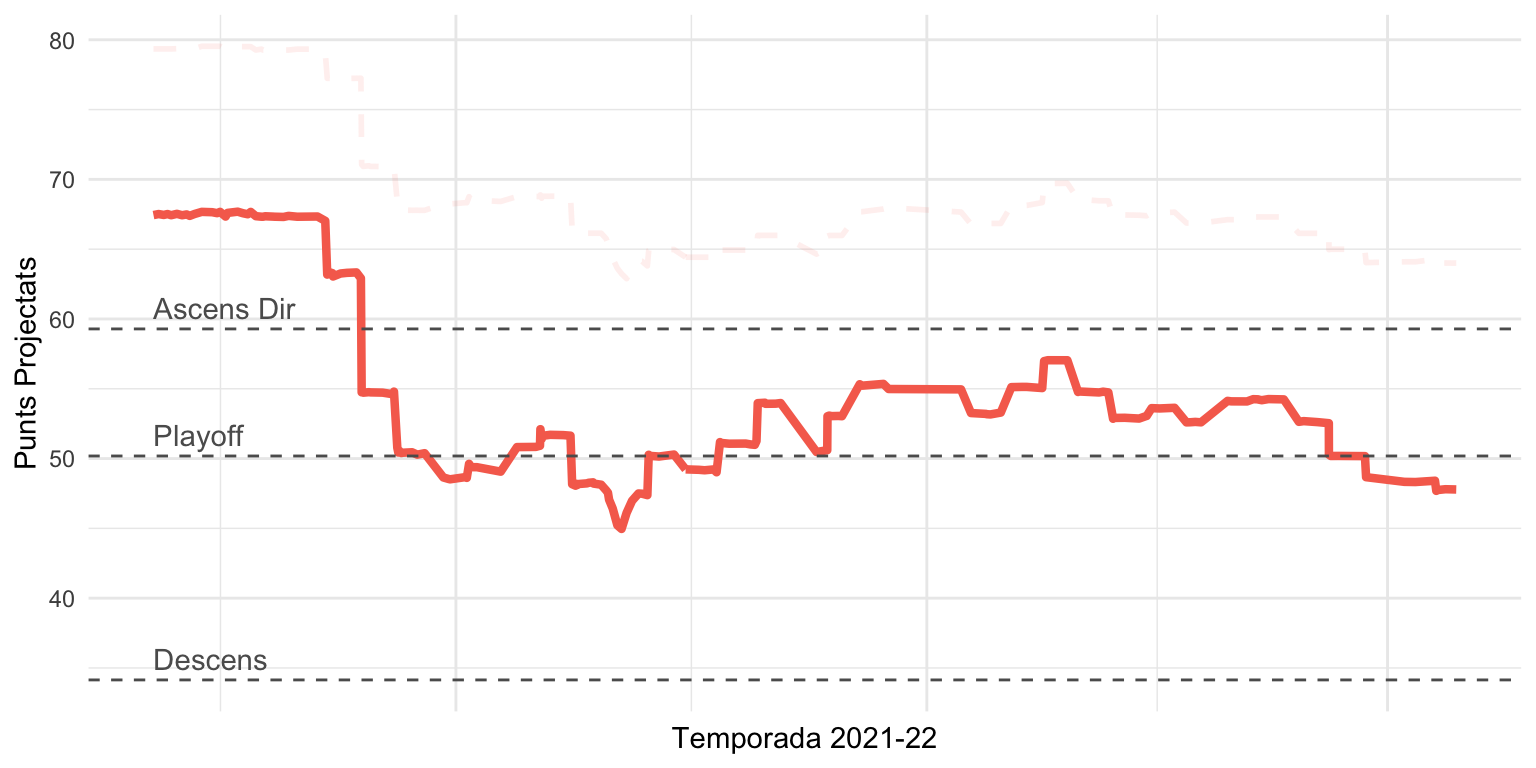 80
70
60
50
40
Punts Projectats
Ascens Dir
Playoff
Descens
Temporada 2021-22